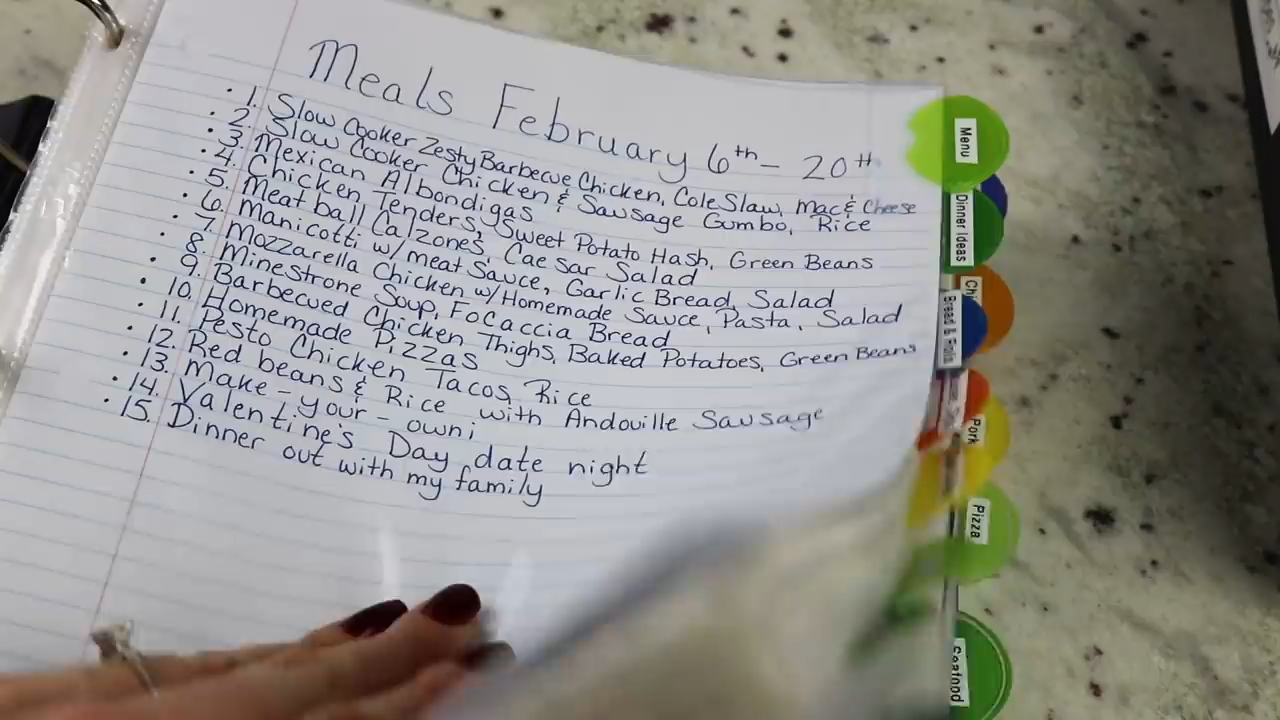 Meals February 6th - 20th
1. Slow Cooker Zesty Barbecue Chicken, Cole Slaw, Mac & Cheese
2. Slow Cooker Chicken & Sausage Gumbo, Rice
3. Mexican Albondigas
4. Chicken Tenders, Sweet Potato Hash, Green Beans
5. Meatball Calzones, Caesar Salad
6. Manicotti w/meat Sauce, Garlic Bread, Salad
7. Mozzarella Chicken w/Homemade Sauce, Pasta, Salad
8. Minestrone Soup, Focaccia Bread
9. Barbecued Chicken Thighs, Baked Potatoes, Green Beans
10. Homemade Pizzas
11. Pesto Chicken Tacos, Rice
12. Red beans & Rice with Andouille Sausage
13. Make-your-own;
14. Valentine's Day date night
15. Dinner out with my family
Menu
Dinner Ideas
Bread &
Pork
Pizza
Seafood